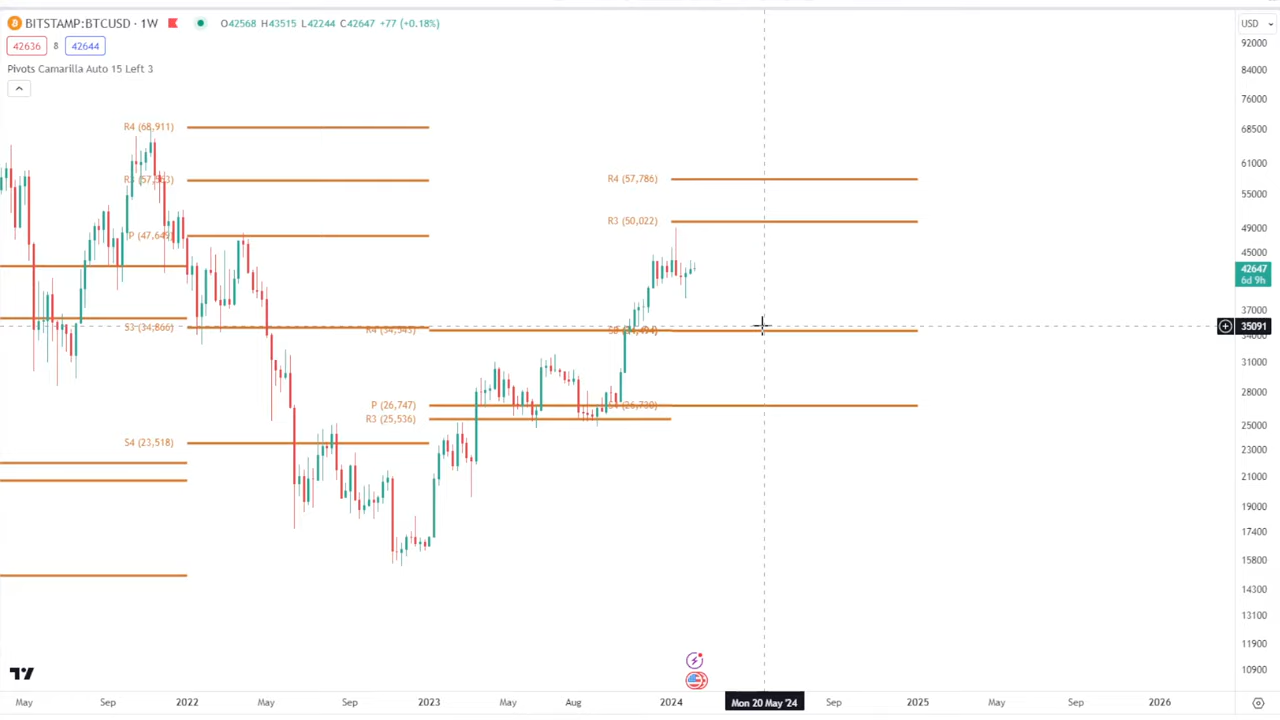 BITSTAMP:BTCUSD · 1W O42568 H43515 L42244 C42647 +77 (+0.18%)
42636 8 42644
Pivots Camarilla Auto 15 Left 3
USD
92000
84000
76000
R4 (68,911)
68500
61000
R4 (57,786)
55000
R3 (50,022)
49000
P (47,649)
45000
42647
6d 9h
37000
S3 (34,866)
35091
31000
28000
P (26,747)
R3 (25,536)
25000
S4 (23,518)
23000
21000
19000
17400
15800
14300
13100
11900
10900
May Sep 2022 May Sep 2023 May Aug 2024 Mon 20 May '24 Sep 2025 May Sep 2026